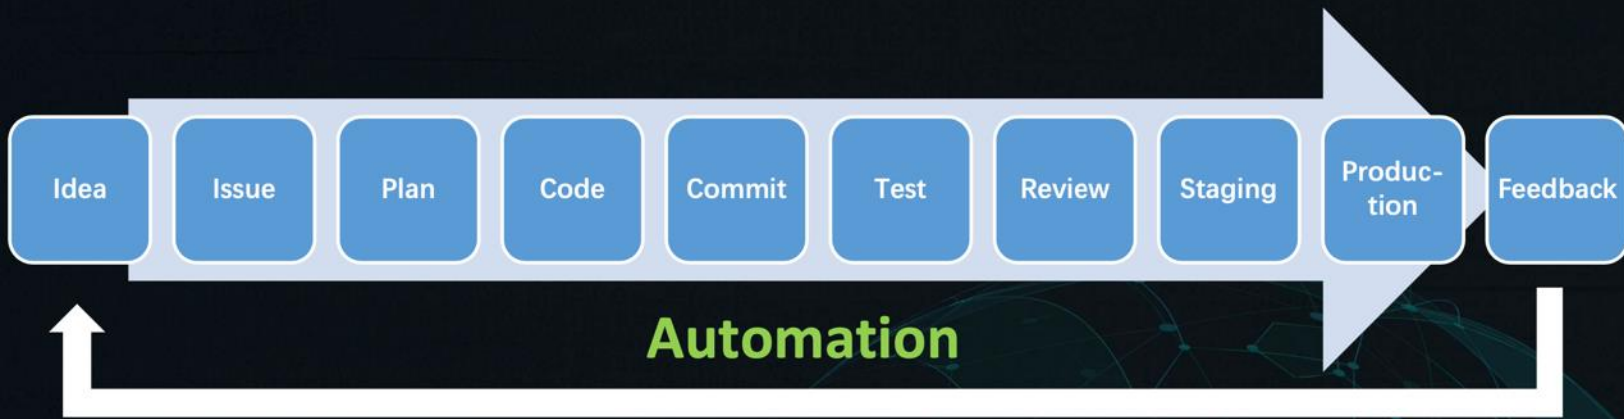 Idea
Issue
Plan
Code
Commit
Test
Review
Staging
Produc-
tion
Feedback
Automation